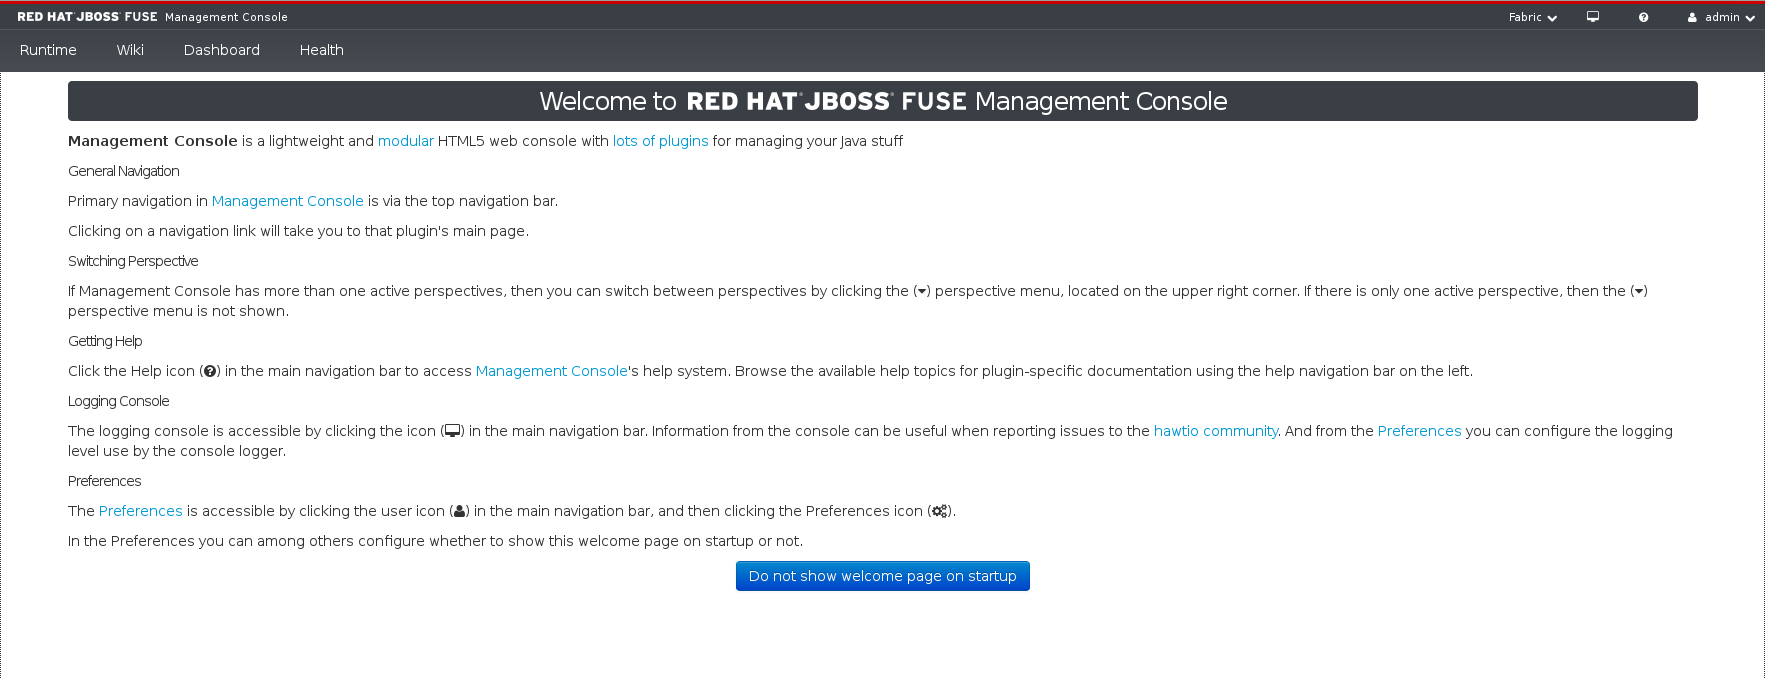 RED HAT JBOSS FUSE Management Console
Fabric
admin
Runtime Wiki Dashboard Health
Welcome to RED HAT JBOSS FUSE Management Console
Management Console is a lightweight and modular HTML5 web console with lots of plugins for managing your Java stuff
General Navigation
Primary navigation in Management Console is via the top navigation bar.
Clicking on a navigation link will take you to that plugin's main page.
Switching Perspective
If Management Console has more than one active perspectives, then you can switch between perspectives by clicking the (▾) perspective menu, located on the upper right corner. If there is only one active perspective, then the (▾)
perspective menu is not shown.
Getting Help
Click the Help icon (?) in the main navigation bar to access Management Console's help system. Browse the available help topics for plugin-specific documentation using the help navigation bar on the left.
Logging Console
The logging console is accessible by clicking the icon () in the main navigation bar. Information from the console can be useful when reporting issues to the hawtio community. And from the Preferences you can configure the logging
level use by the console logger.
Preferences
The Preferences is accessible by clicking the user icon () in the main navigation bar, and then clicking the Preferences icon ().
In the Preferences you can among others configure whether to show this welcome page on startup or not.
Do not show welcome page on startup